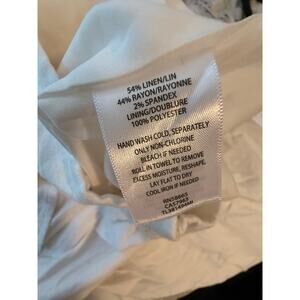 54% LINEN/LIN
44% RAYON/RAYONNE
2% SPANDEX
LINING/DOUBLURE
100% POLYESTER
HAND WASH COLD, SEPARATELY
ONLY NON-CHLORINE
BLEACH IF NEEDED
ROLL IN TOWEL TO REMOVE
EXCESS MOISTURE, RESHAPE,
LAY FLAT TO DRY
COOL IRON IF NEEDED
RN58665